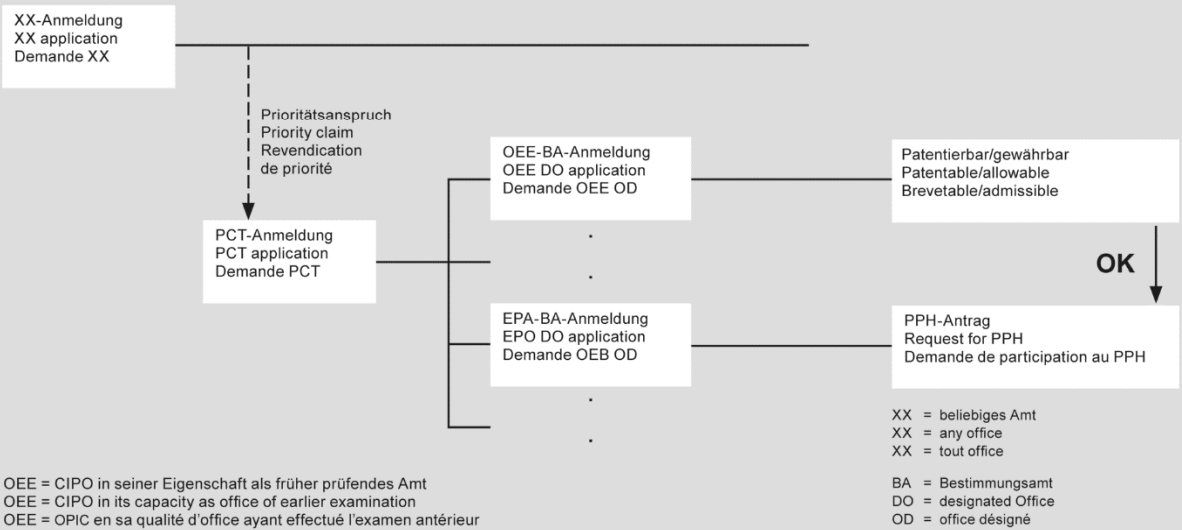 XX-Anmeldung
XX application
Demande XX
Prioritätsanspruch
Priority claim
Revendication
de priorité
OEE-BA-Anmeldung
OEE DO application
Demande OEE OD
Patentierbar/gewährbar
Patentable/allowable
Brevetable/admissible
PCT-Anmeldung
PCT application
Demande PCT
OK
EPA-BA-Anmeldung
EPO DO application
Demande OEB OD
PPH-Antrag
Request for PPH
Demande de participation au PPH
XX = beliebiges Amt
XX = any office
XX = tout office
BA = Bestimmungsamt
DO = designated Office
OD = office désigné
OEE = CIPO in seiner Eigenschaft als früher prüfendes Amt
OEE = CIPO in its capacity as office of earlier examination
OEE = OPIC en sa qualité d'office ayant effectué l'examen antérieur